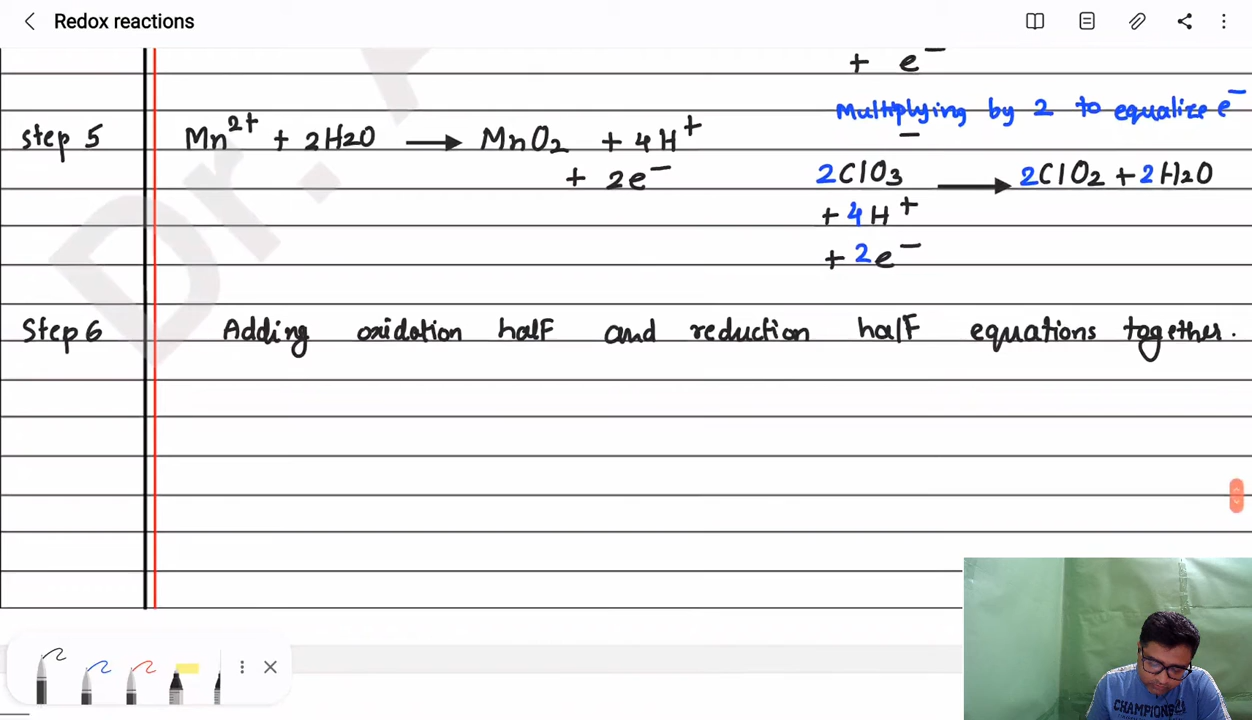 Redox reactions
+ e⁻
Multiplying by 2 to equalize e⁻
Step 5 Mn²⁺ + 2H2O ⟶ MnO₂ + 4H⁺
+ 2e⁻
2ClO₃⁻ ⟶ 2ClO₂ + 2H₂O
+ 4H⁺
+ 2e⁻
Step 6 Adding oxidation half and reduction half equations together.
Dr. A
CHAMPIONS